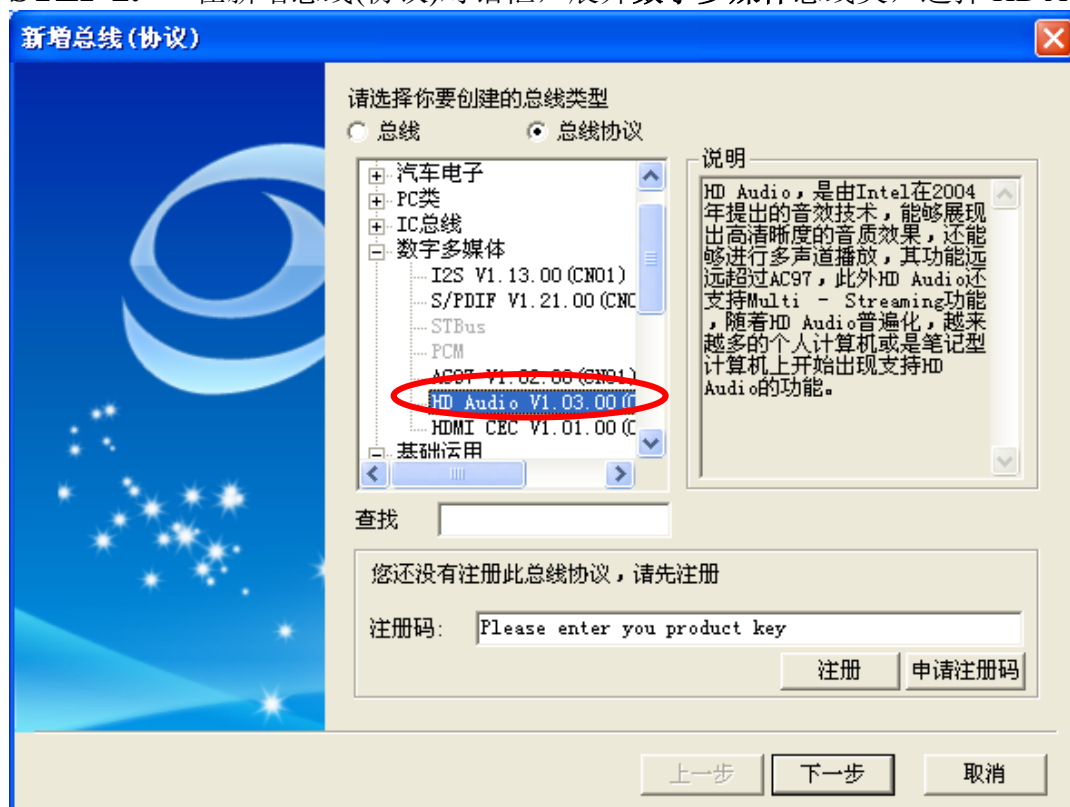 新增总线(协议)
请选择你要创建的总线类型
总线
总线协议
汽车电子
PC类
IC总线
数字多媒体
I2S V1.13.00(CN01)
S/PDIF V1.21.00(CNC
STBus
PCM
AC97 V1.02.00(CN01)
HD Audio V1.03.00(C
HDMI CEC V1.01.00(C
基础运用
说明
HD Audio，是由Intel在2004
年提出的音效技术，能够展现
出高清晰度的音质效果，还能
够进行多声道播放，其功能远
远超过AC97，此外HD Audio还
支持Multi - Streaming功能
，随着HD Audio普遍化，越来
越多的个人计算机或是笔记型
计算机上开始出现支持HD
Audio的功能。
查找
您还没有注册此总线协议，请先注册
注册码:
Please enter you product key
注册
申请注册码
上一步
下一步
取消